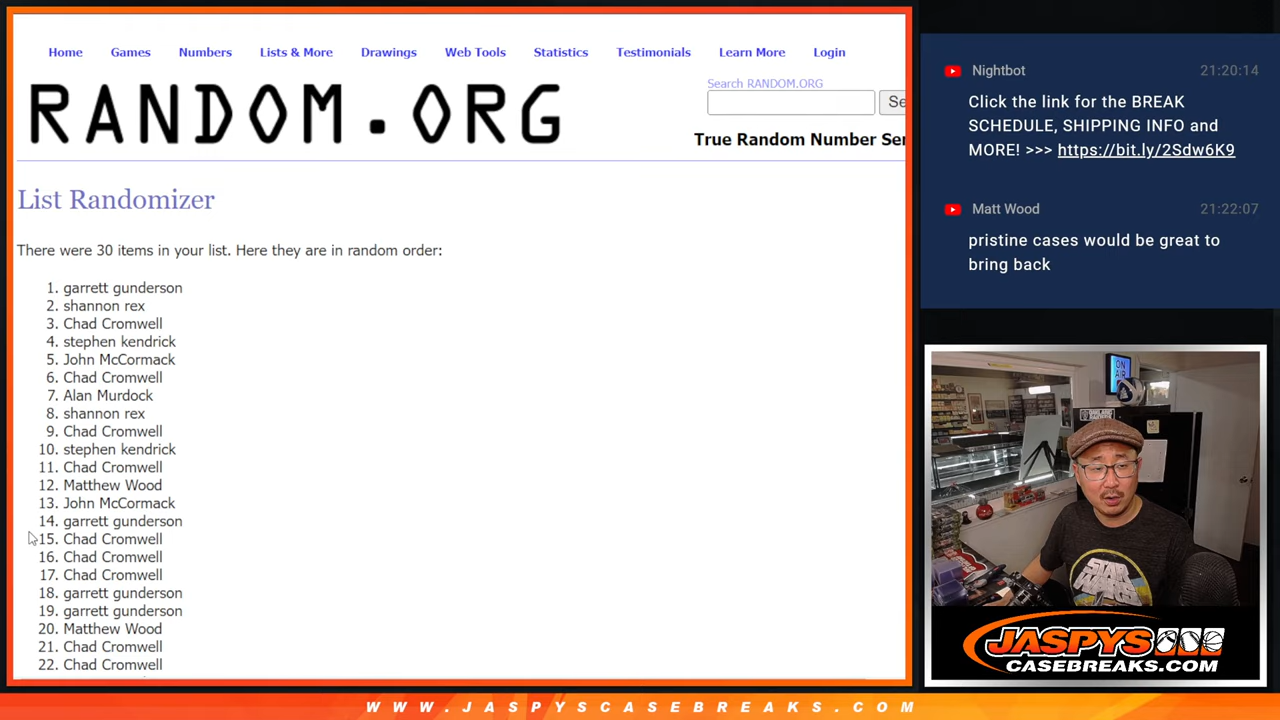 Home Games Numbers Lists & More Drawings Web Tools Statistics Testimonials Learn More Login
RANDOM.ORG
Search RANDOM.ORG
Se
True Random Number Ser
List Randomizer
There were 30 items in your list. Here they are in random order:
1. garrett gunderson
2. shannon rex
3. Chad Cromwell
4. stephen kendrick
5. John McCormack
6. Chad Cromwell
7. Alan Murdock
8. shannon rex
9. Chad Cromwell
10. stephen kendrick
11. Chad Cromwell
12. Matthew Wood
13. John McCormack
14. garrett gunderson
15. Chad Cromwell
16. Chad Cromwell
17. Chad Cromwell
18. garrett gunderson
19. garrett gunderson
20. Matthew Wood
21. Chad Cromwell
22. Chad Cromwell
Nightbot 21:20:14
Click the link for the BREAK
SCHEDULE, SHIPPING INFO and
MORE! >>> https://bit.ly/2Sdw6K9
Matt Wood 21:22:07
pristine cases would be great to
bring back
ON
AIR
STAR
WARS
JASPYS
CASEBREAKS.COM
WWW.JASPYSCASEBREAKS.COM